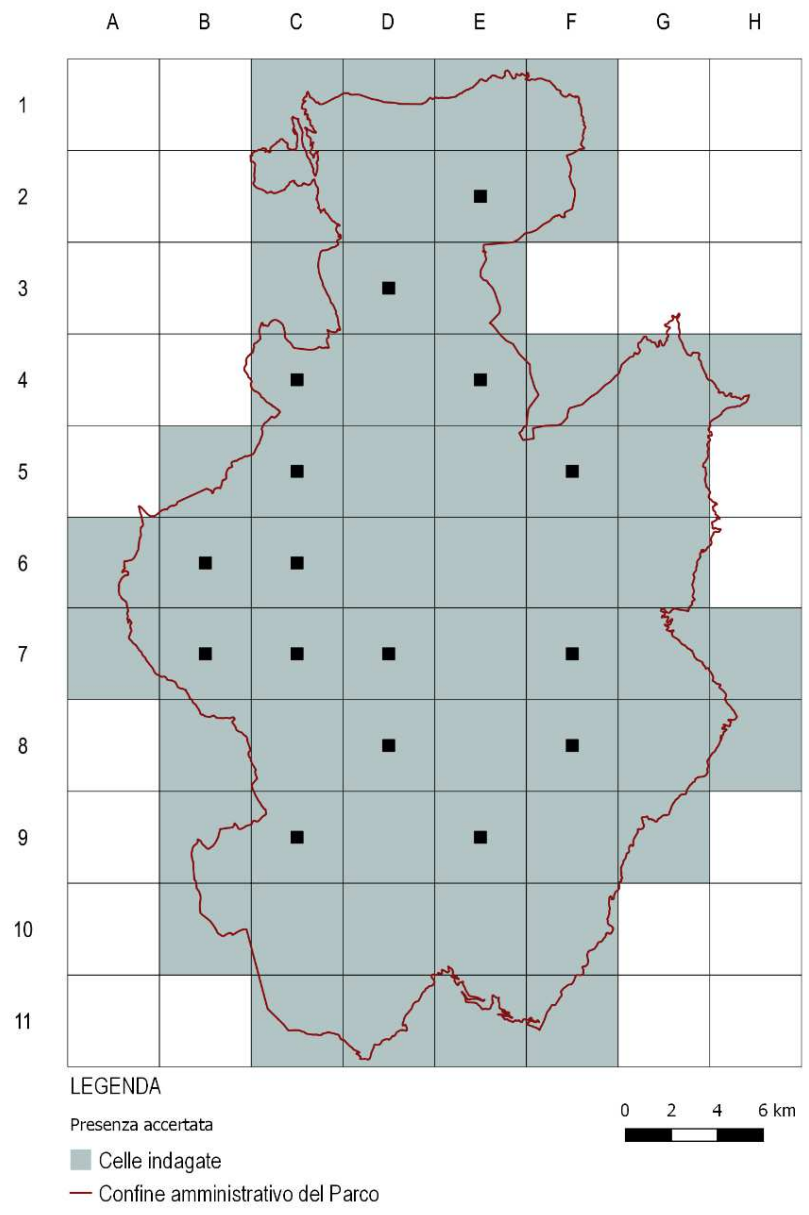 A B C D E F G H
1
2
3
4
5
6
7
8
9
10
11
LEGENDA
Presenza accertata
0 2 4 6 km
Celle indagate
Confine amministrativo del Parco